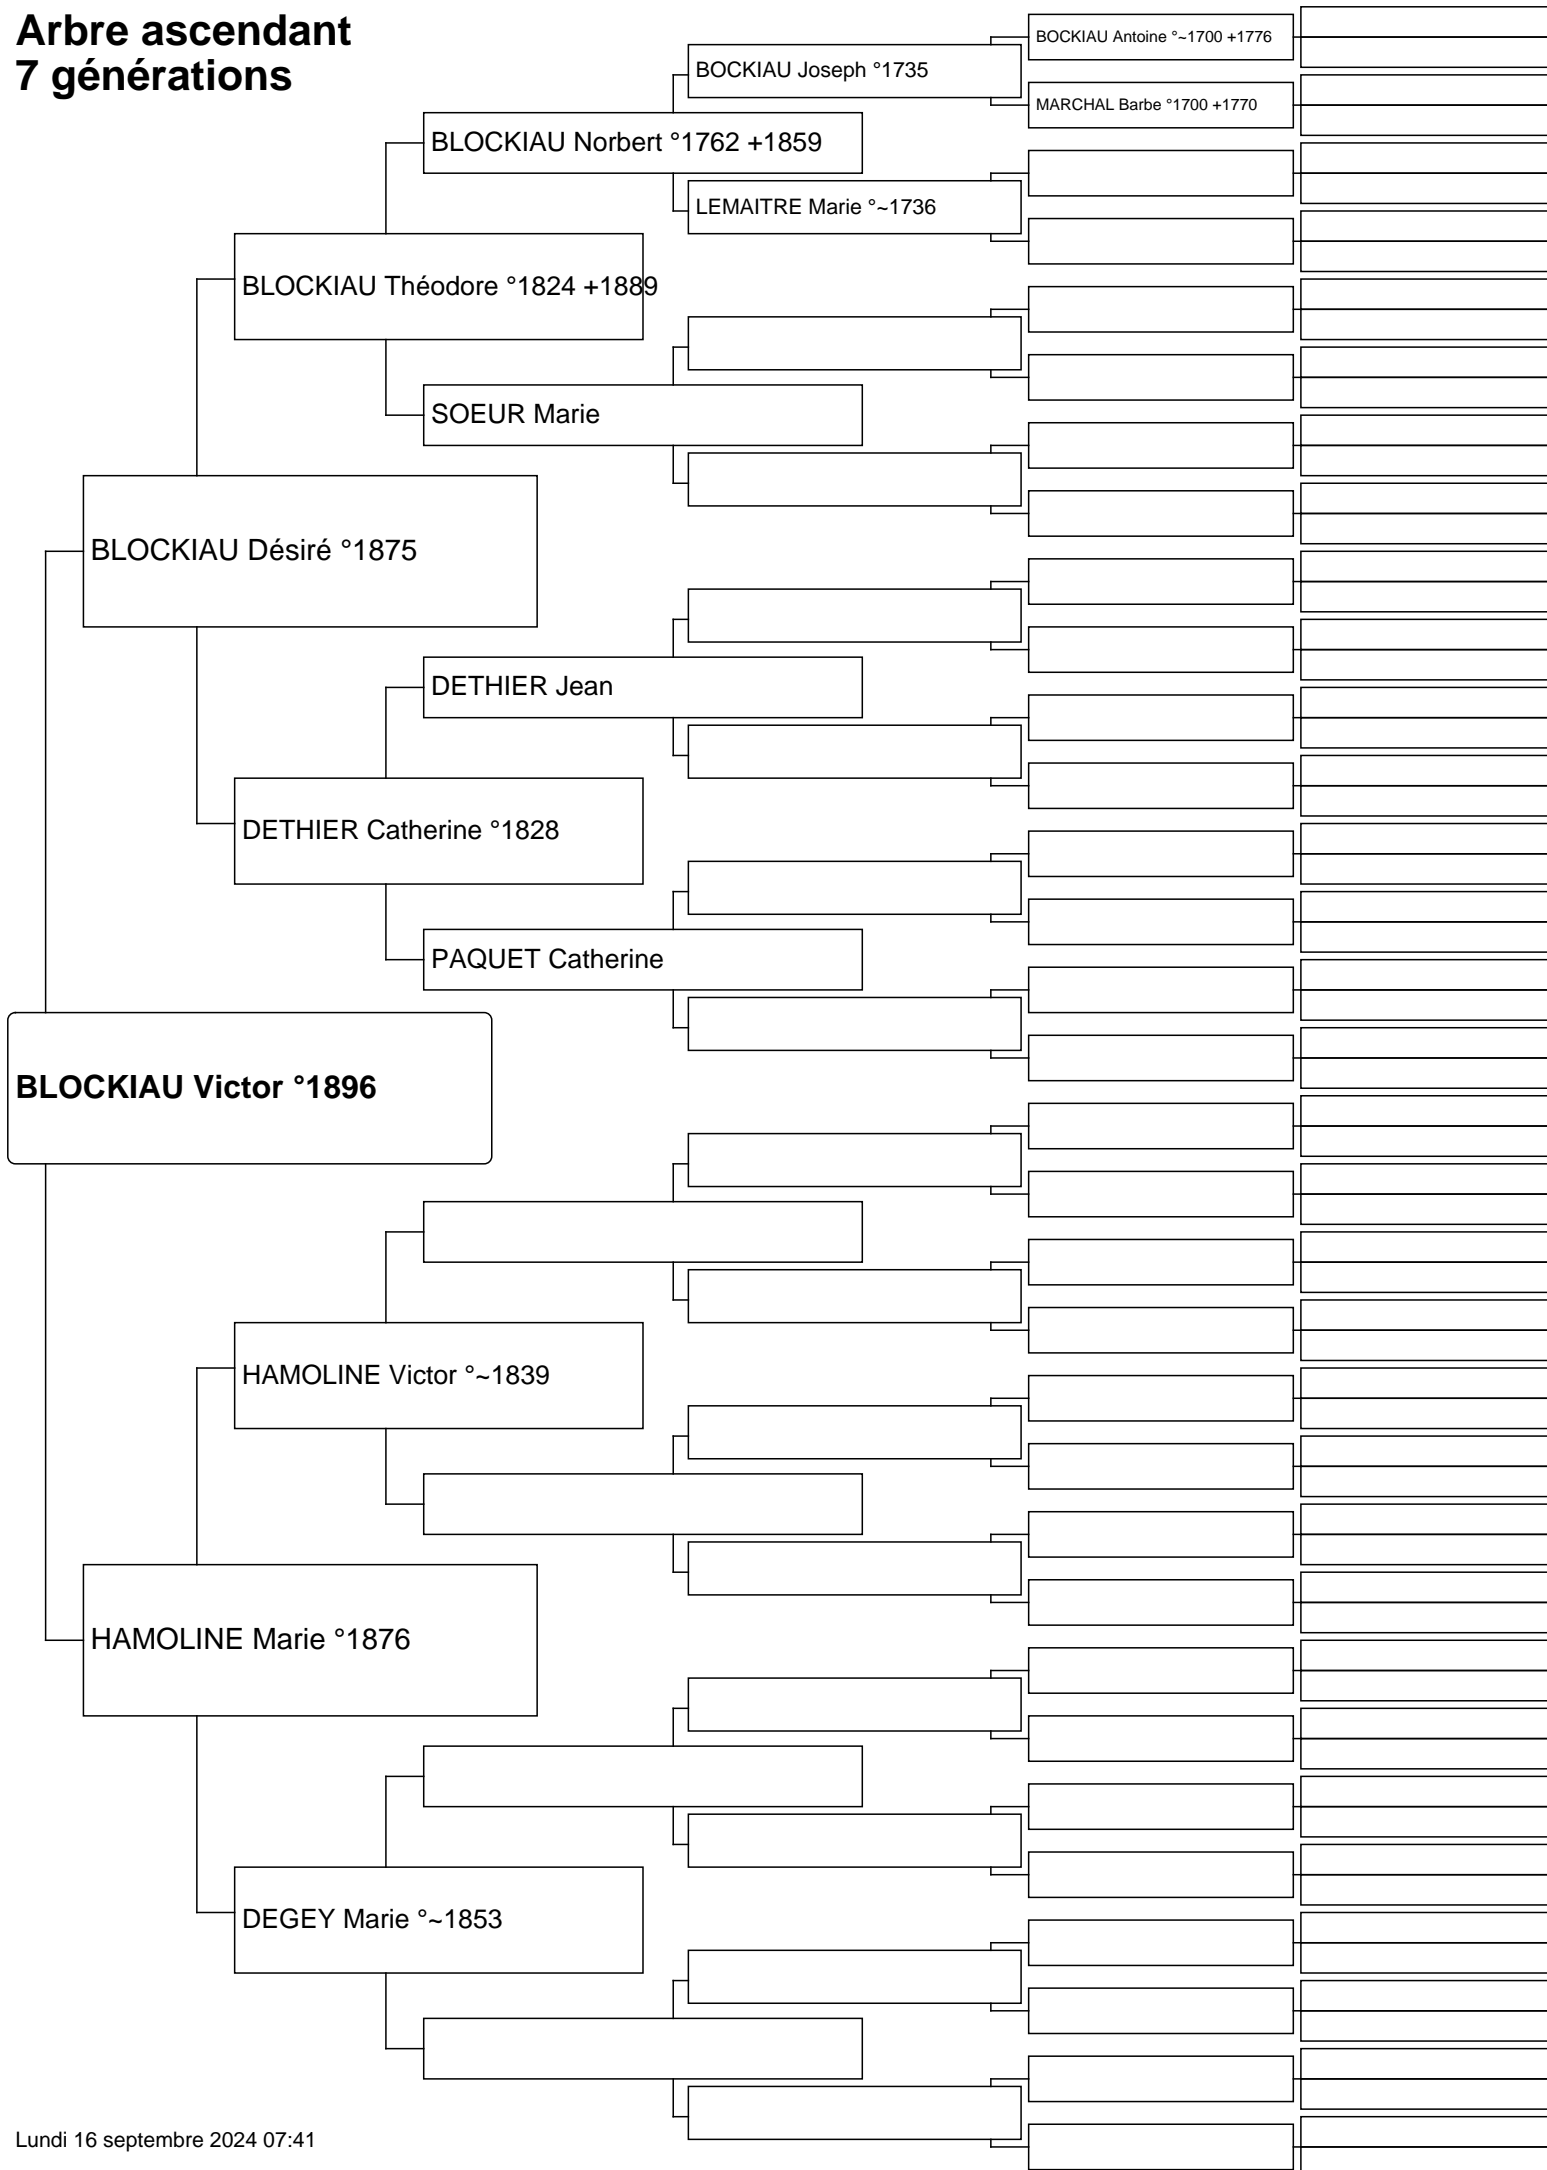 Arbre ascendant
7 générations
BOCKIAU Antoine °~1700 +1776
BOCKIAU Joseph °1735
MARCHAL Barbe °1700 +1770
BLOCKIAU Norbert °1762 +1859
LEMAITRE Marie °~1736
BLOCKIAU Théodore °1824 +1889
SOEUR Marie
BLOCKIAU Désiré °1875
DETHIER Jean
DETHIER Catherine °1828
PAQUET Catherine
BLOCKIAU Victor °1896
HAMOLINE Victor °~1839
HAMOLINE Marie °1876
DEGEY Marie °~1853
Lundi 16 septembre 2024 07:41